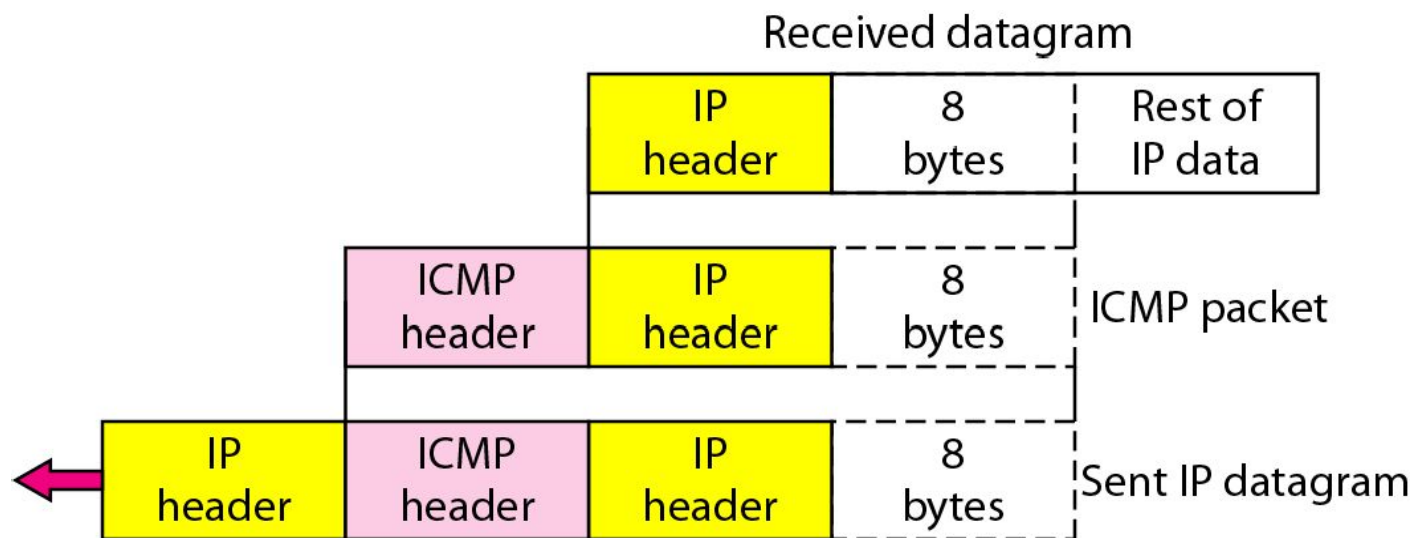 Received datagram
IP header
8 bytes
Rest of IP data
ICMP header
IP header
8 bytes
ICMP packet
IP header
ICMP header
IP header
8 bytes
Sent IP datagram